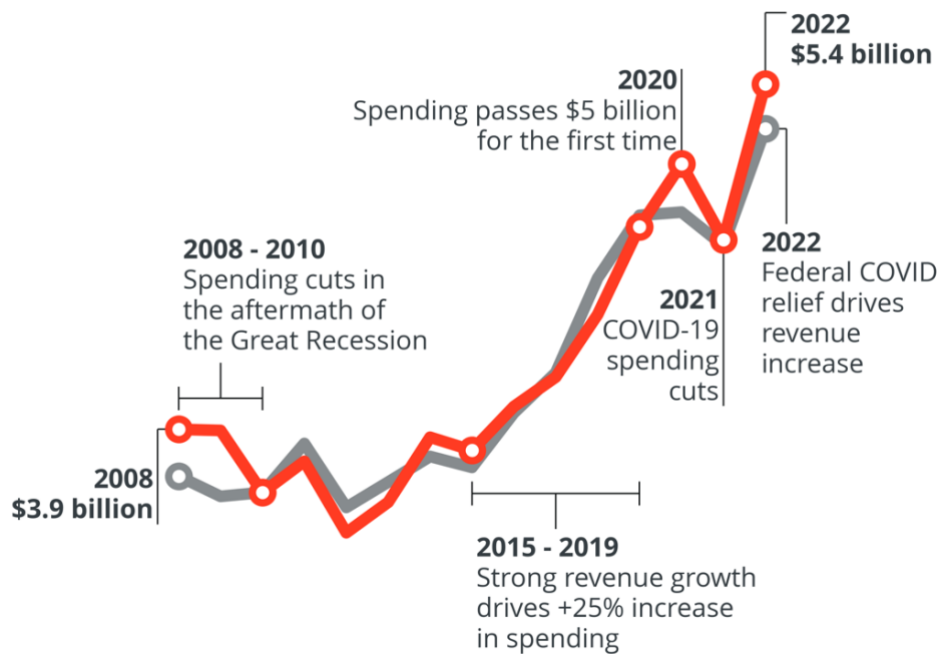 2022
$5.4 billion
2020
Spending passes $5 billion
for the first time
2008 - 2010
Spending cuts in
the aftermath of
the Great Recession
2022
Federal COVID
relief drives
revenue
increase
2021
COVID-19
spending
cuts
2008
$3.9 billion
2015 - 2019
Strong revenue growth
drives +25% increase
in spending